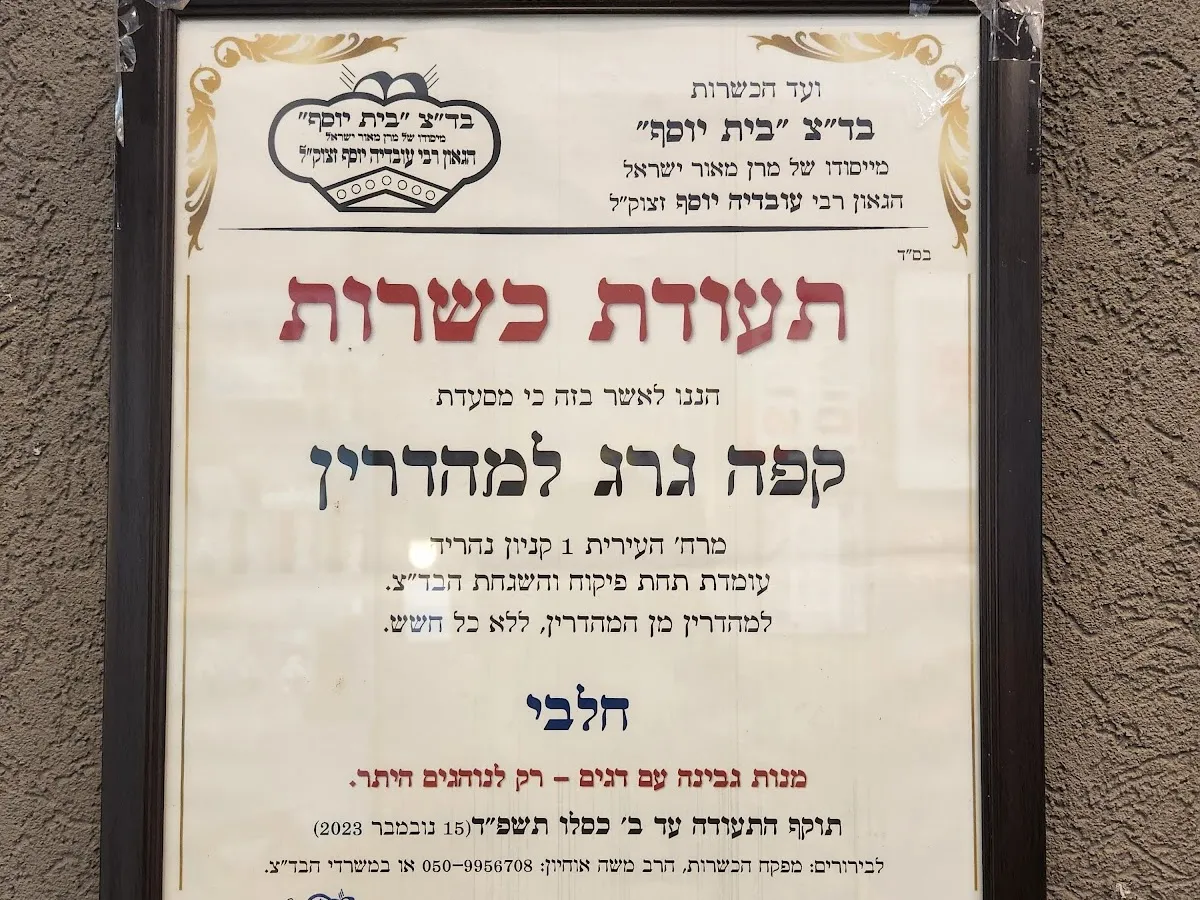 ועד הכשרות
בד"צ "בית יוסף"
מייסודו של מרן מאור ישראל
הגאון רבי עובדיה יוסף זצוק"ל
בד"צ "בית יוסף"
מיסודו של מרן מאור ישראל
הגאון רבי עובדיה יוסף זצוק"ל
בס"ד
תעודת כשרות
הננו לאשר בזה כי מסעדת
קפה גרג למהדרין
מרח' העירית 1 קניון נהריה
עומדת תחת פיקוח והשגחת הבד"צ.
למהדרין מן המהדרין, ללא כל חשש.
חלבי
מנות גבינה עם דגים – רק לנוהגים היתר.
תוקף התעודה עד ב' כסלו תשפ"ד(15 נובמבר 2023)
לבירורים: מפקח הכשרות, הרב משה אוחיון: 050-9956708 או במשרדי הבד"צ.